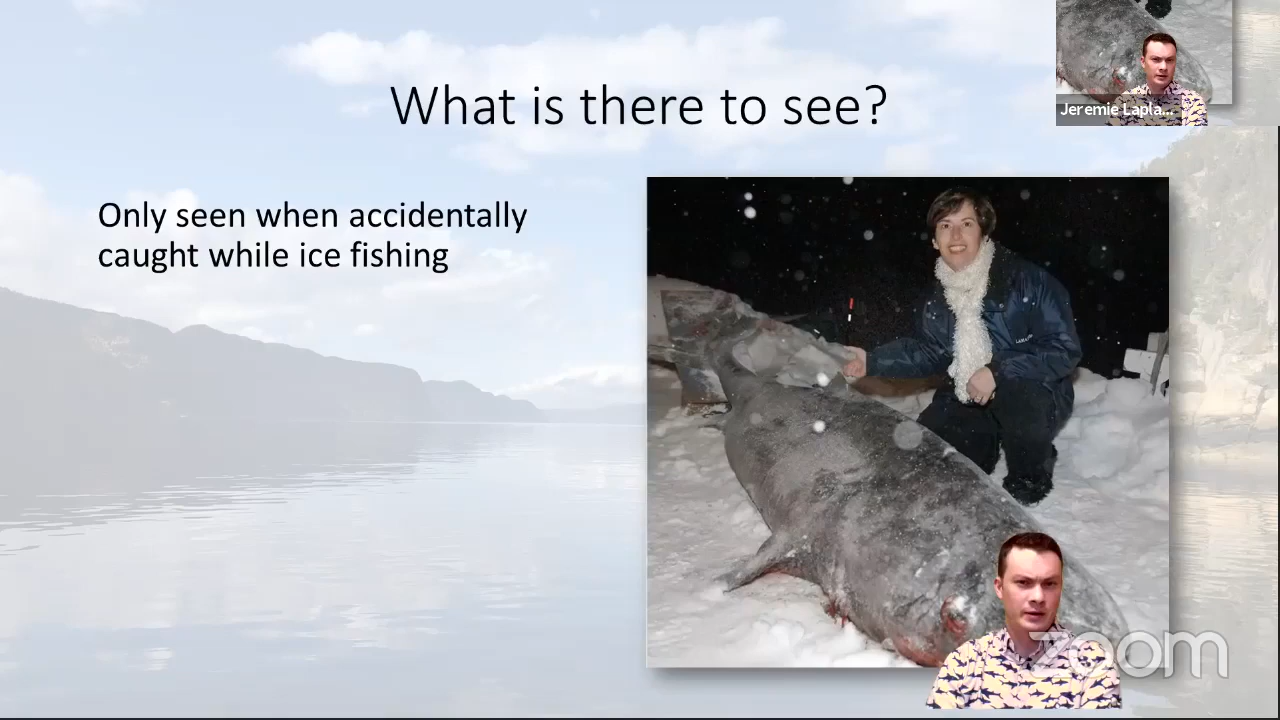 What is there to see?
Jeremie Lapla...
Only seen when accidentally
caught while ice fishing
zoom